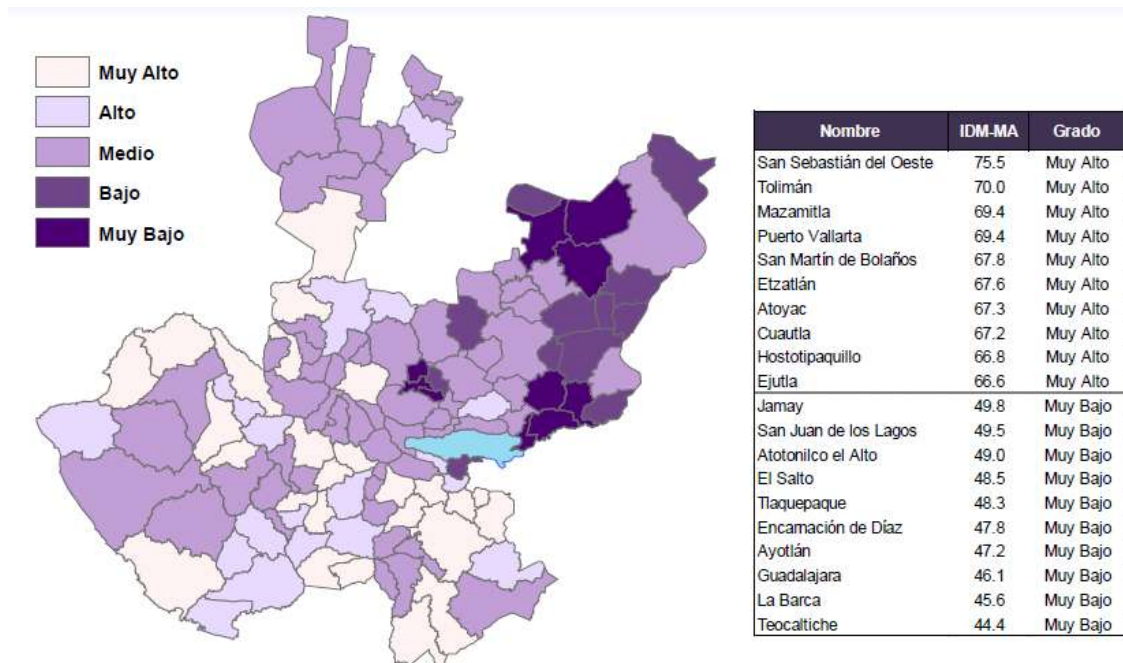 Muy Alto
Alto
Medio
Bajo
Muy Bajo
Nombre IDM-MA Grado
San Sebastián del Oeste 75.5 Muy Alto
Tolimán 70.0 Muy Alto
Mazamitla 69.4 Muy Alto
Puerto Vallarta 69.4 Muy Alto
San Martín de Bolaños 67.8 Muy Alto
Etzatlán 67.6 Muy Alto
Atoyac 67.3 Muy Alto
Cuautla 67.2 Muy Alto
Hostotipaquillo 66.8 Muy Alto
Ejutla 66.6 Muy Alto
Jamay 49.8 Muy Bajo
San Juan de los Lagos 49.5 Muy Bajo
Atotonilco el Alto 49.0 Muy Bajo
El Salto 48.5 Muy Bajo
Tlaquepaque 48.3 Muy Bajo
Encarnación de Díaz 47.8 Muy Bajo
Ayotlán 47.2 Muy Bajo
Guadalajara 46.1 Muy Bajo
La Barca 45.6 Muy Bajo
Teocaltiche 44.4 Muy Bajo